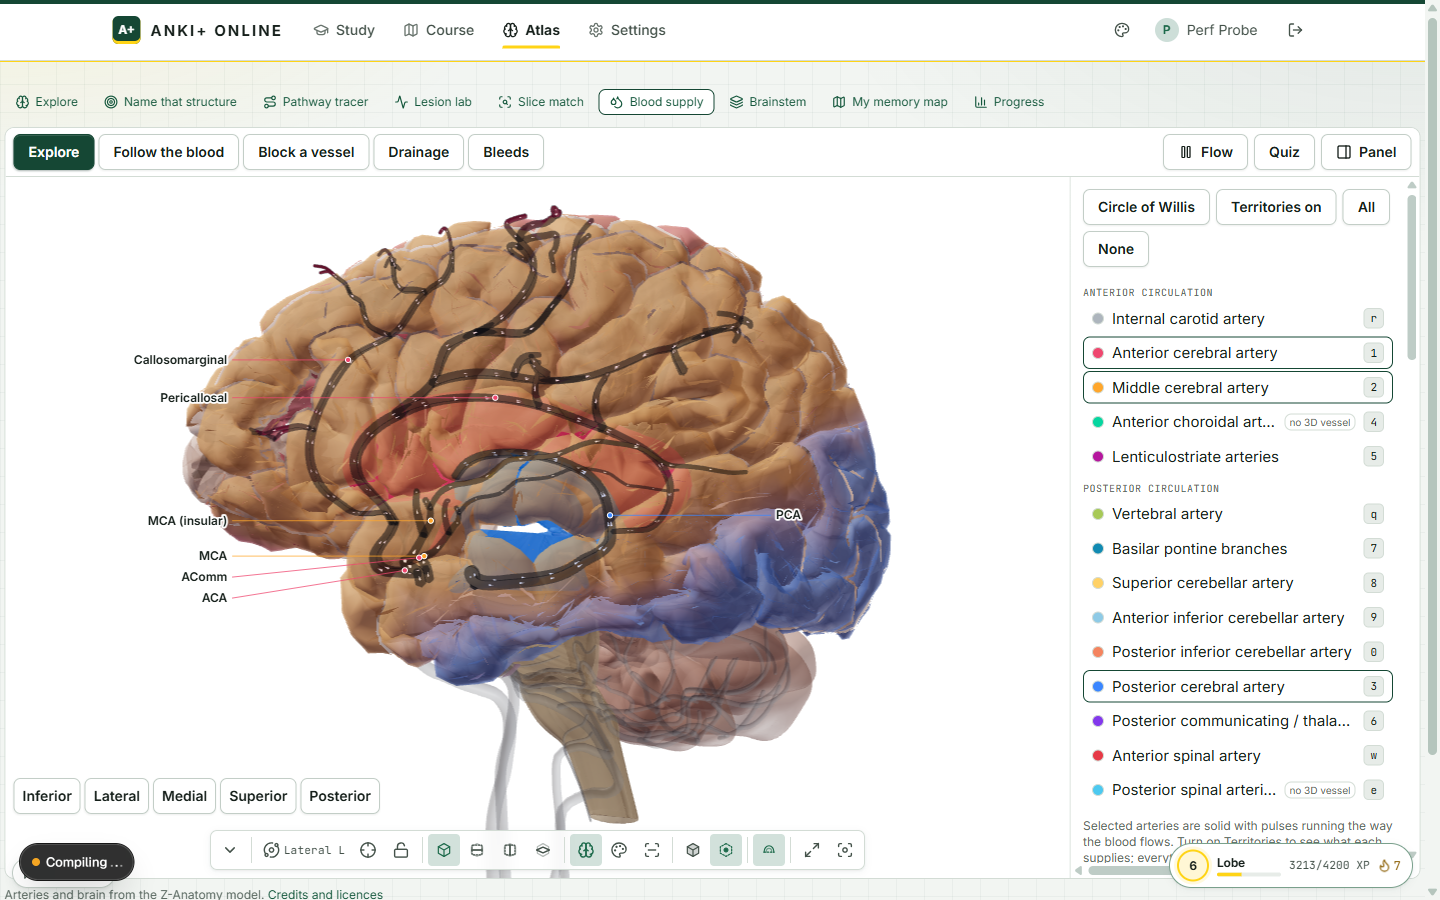 A+ ANKI+ ONLINE Study Course Atlas Settings P Perf Probe
Explore Name that structure Pathway tracer Lesion lab Slice match Blood supply Brainstem My memory map Progress
Explore Follow the blood Block a vessel Drainage Bleeds Flow Quiz Panel
Callosomarginal
Pericallosal
MCA (insular)
PCA
MCA
AComm
ACA
Circle of Willis Territories on All
None
ANTERIOR CIRCULATION
Internal carotid artery r
Anterior cerebral artery 1
Middle cerebral artery 2
Anterior choroidal art... no 3D vessel 4
Lenticulostriate arteries 5
POSTERIOR CIRCULATION
Vertebral artery q
Basilar pontine branches 7
Superior cerebellar artery 8
Anterior inferior cerebellar artery 9
Posterior inferior cerebellar artery 0
Posterior cerebral artery 3
Posterior communicating / thala... 6
Anterior spinal artery w
Posterior spinal arteri... no 3D vessel e
Selected arteries are solid with pulses running the way
the blood flows. Turn on Territories to see what each
supplies; every
Inferior Lateral Medial Superior Posterior
Lateral L
Compiling ...
6 Lobe 3213/4200 XP 7
Arteries and brain from the Z-Anatomy model. Credits and licences